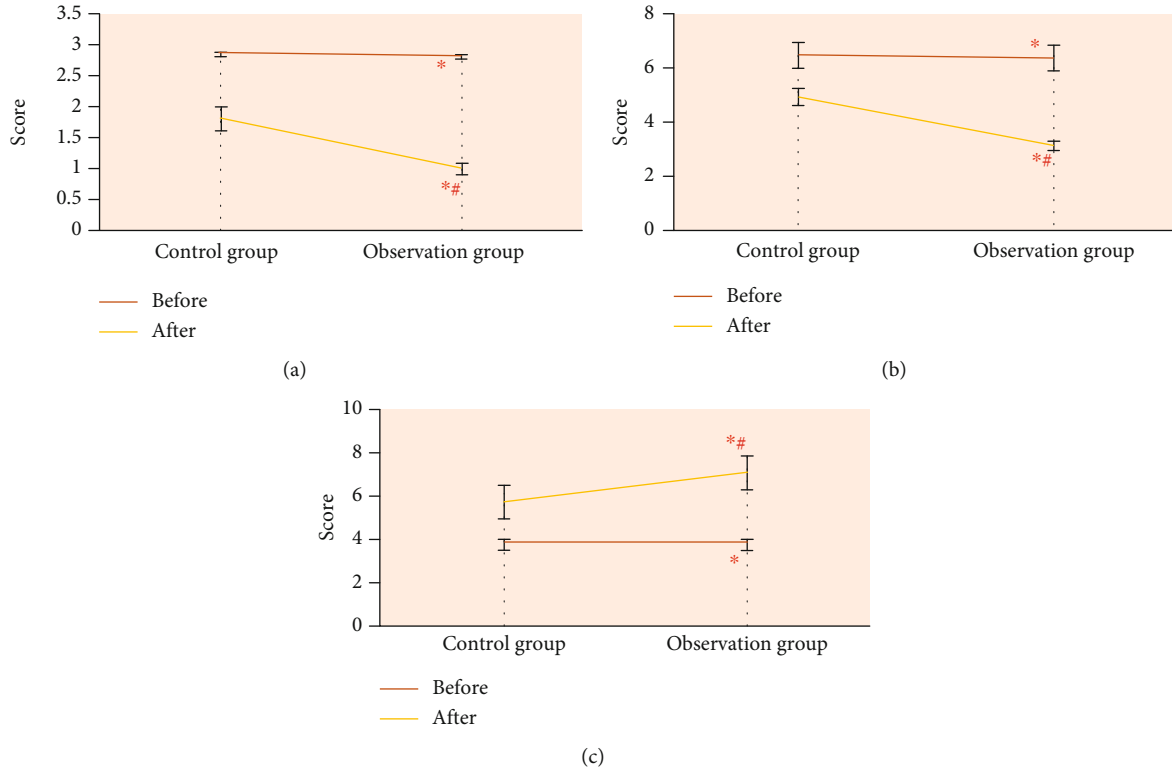 3.5
3
2.5
2
1.5
1
0.5
0
Score
*
*#
Control group Observation group
Before
After
(a)
8
6
4
2
0
Score
*
*#
Control group Observation group
Before
After
(b)
10
8
6
4
2
0
Score
*#
*
Control group Observation group
Before
After
(c)